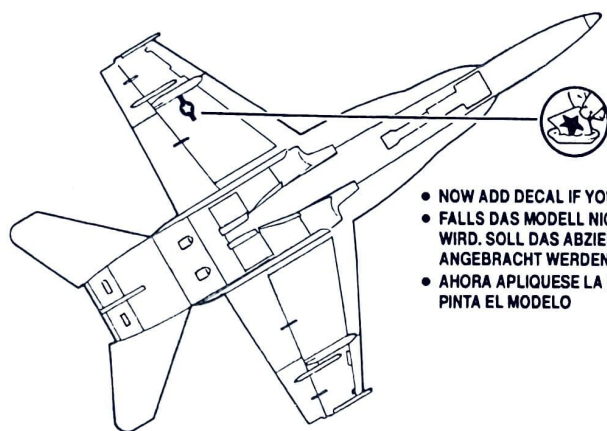 • NOW ADD DECAL IF YO
• FALLS DAS MODELL NI
WIRD. SOLL DAS ABZIE
ANGEBRACHT WERDEN
• AHORA APLIQUESE LA
PINTA EL MODELO